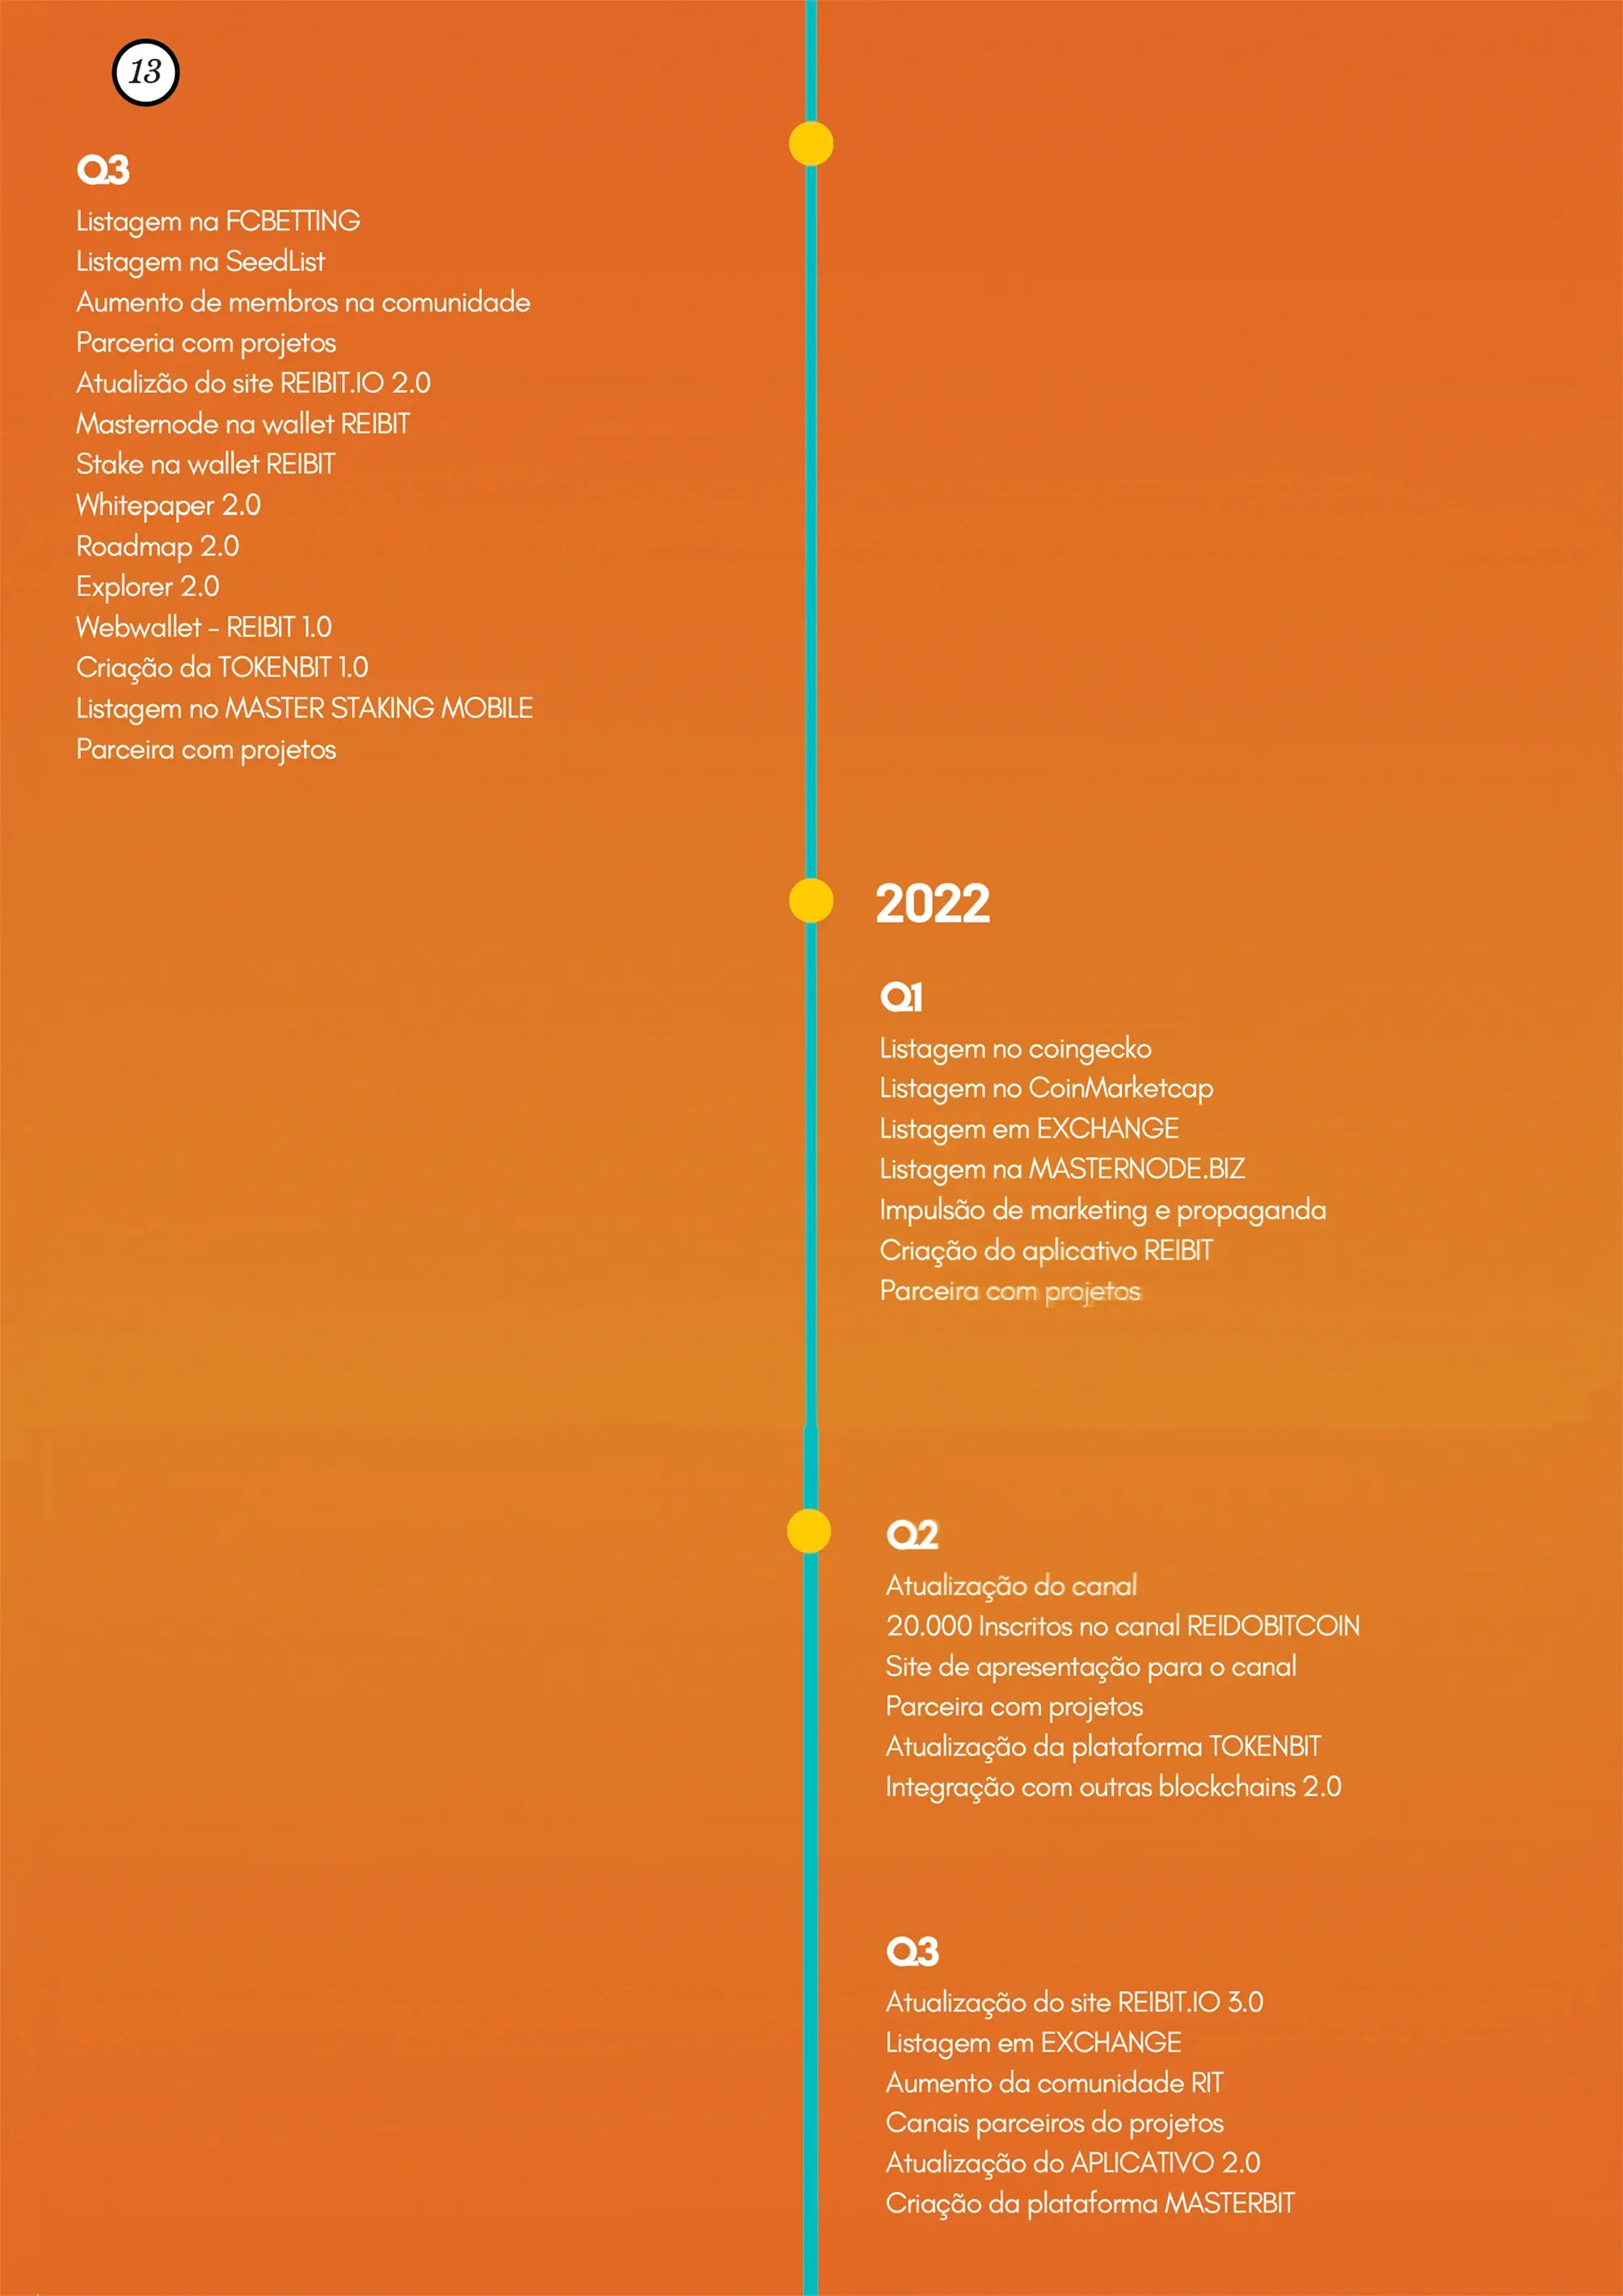 13
Q3
Listagem na FCBETTING
Listagem na SeedList
Aumento de membros na comunidade
Parceria com projetos
Atualizão do site REIBIT.IO 2.0
Masternode na wallet REIBIT
Stake na wallet REIBIT
Whitepaper 2.0
Roadmap 2.0
Explorer 2.0
Webwallet - REIBIT 1.0
Criação da TOKENBIT 1.0
Listagem no MASTER STAKING MOBILE
Parceira com projetos
2022
Q1
Listagem no coingecko
Listagem no CoinMarketcap
Listagem em EXCHANGE
Listagem na MASTERNODE.BIZ
Impulsão de marketing e propaganda
Criação do aplicativo REIBIT
Parceira com projetos
Q2
Atualização do canal
20.000 Inscritos no canal REIDOBITCOIN
Site de apresentação para o canal
Parceira com projetos
Atualização da plataforma TOKENBIT
Integração com outras blockchains 2.0
Q3
Atualização do site REIBIT.IO 3.0
Listagem em EXCHANGE
Aumento da comunidade RIT
Canais parceiros do projetos
Atualização do APLICATIVO 2.0
Criação da plataforma MASTERBIT